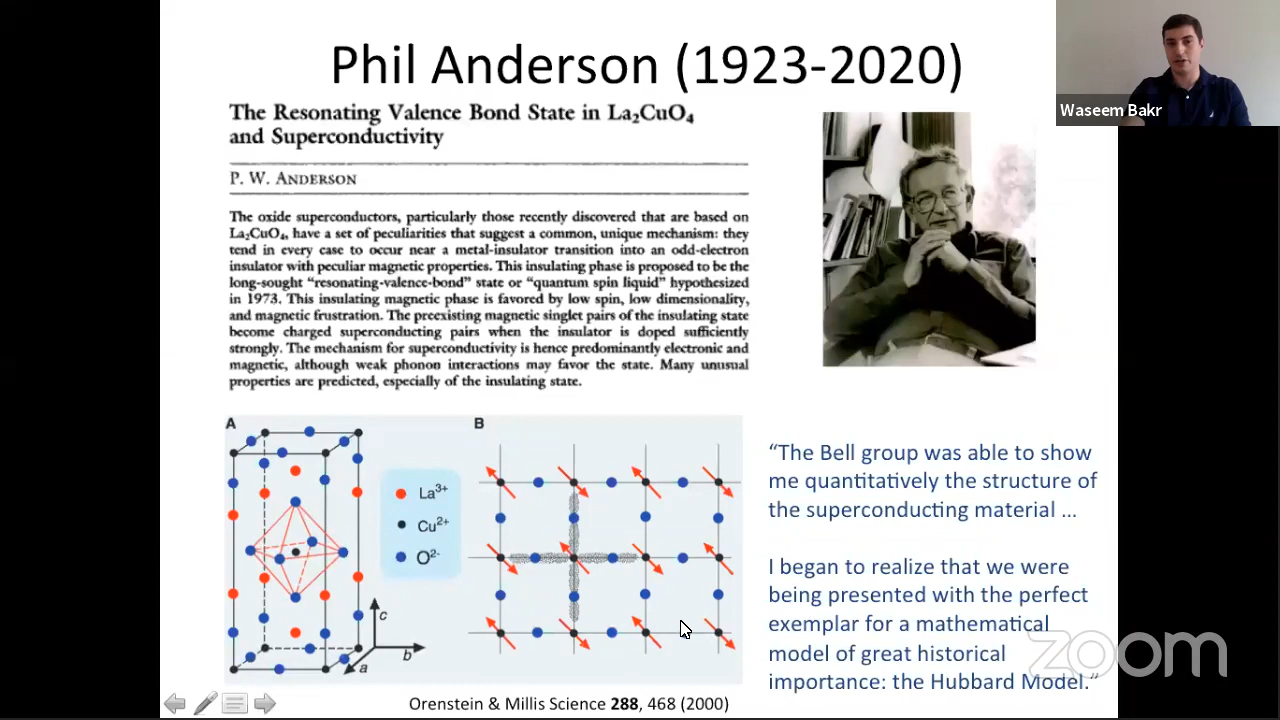 Phil Anderson (1923-2020)
Waseem Bakr
The Resonating Valence Bond State in La₂CuO₄
and Superconductivity
P. W. ANDERSON
The oxide superconductors, particularly those recently discovered that are based on
La₂CuO₄, have a set of peculiarities that suggest a common, unique mechanism: they
tend in every case to occur near a metal-insulator transition into an odd-electron
insulator with peculiar magnetic properties. This insulating phase is proposed to be the
long-sought “resonating-valence-bond” state or “quantum spin liquid” hypothesized
in 1973. This insulating magnetic phase is favored by low spin, low dimensionality,
and magnetic frustration. The preexisting magnetic singlet pairs of the insulating state
become charged superconducting pairs when the insulator is doped sufficiently
strongly. The mechanism for superconductivity is hence predominantly electronic and
magnetic, although weak phonon interactions may favor the state. Many unusual
properties are predicted, especially of the insulating state.
A
La³⁺
Cu²⁺
O²⁻
c
b
a
B
“The Bell group was able to show
me quantitatively the structure of
the superconducting material ...
I began to realize that we were
being presented with the perfect
exemplar for a mathematical
model of great historical
importance: the Hubbard Model.”
zoom
Orenstein & Millis Science 288, 468 (2000)